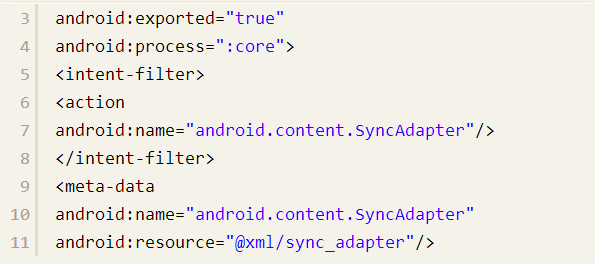 3 android:exported="true"
4 android:process=":core">
5 <intent-filter>
6 <action
7 android:name="android.content.SyncAdapter"/>
8 </intent-filter>
9 <meta-data
10 android:name="android.content.SyncAdapter"
11 android:resource="@xml/sync_adapter"/>